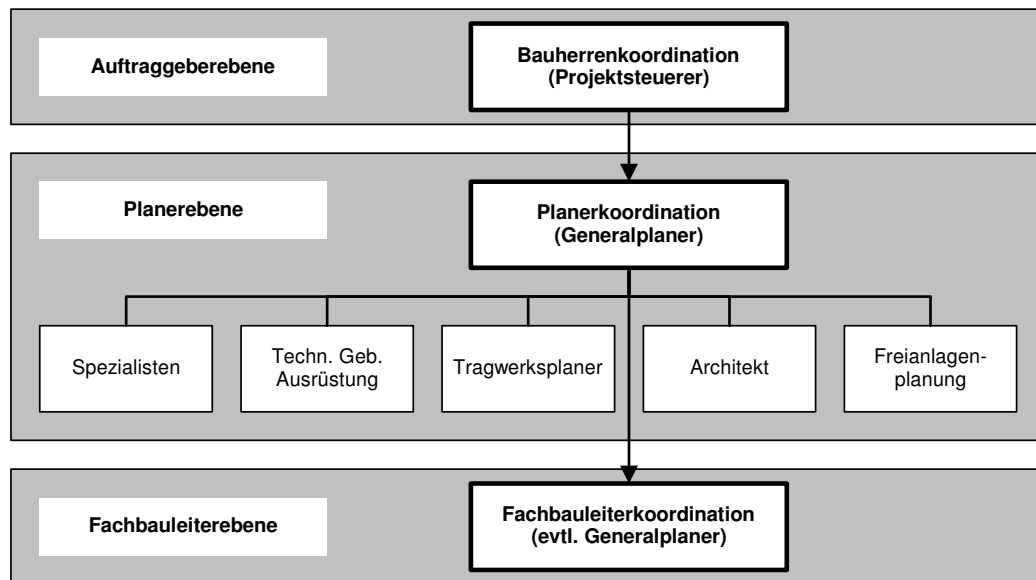 Auftraggeberebene
Bauherrenkoordination
(Projektsteuerer)
Planerebene
Planerkoordination
(Generalplaner)
Spezialisten
Techn. Geb.
Ausrüstung
Tragwerksplaner
Architekt
Freianlagen-
planung
Fachbauleiterebene
Fachbauleiterkoordination
(evtl. Generalplaner)